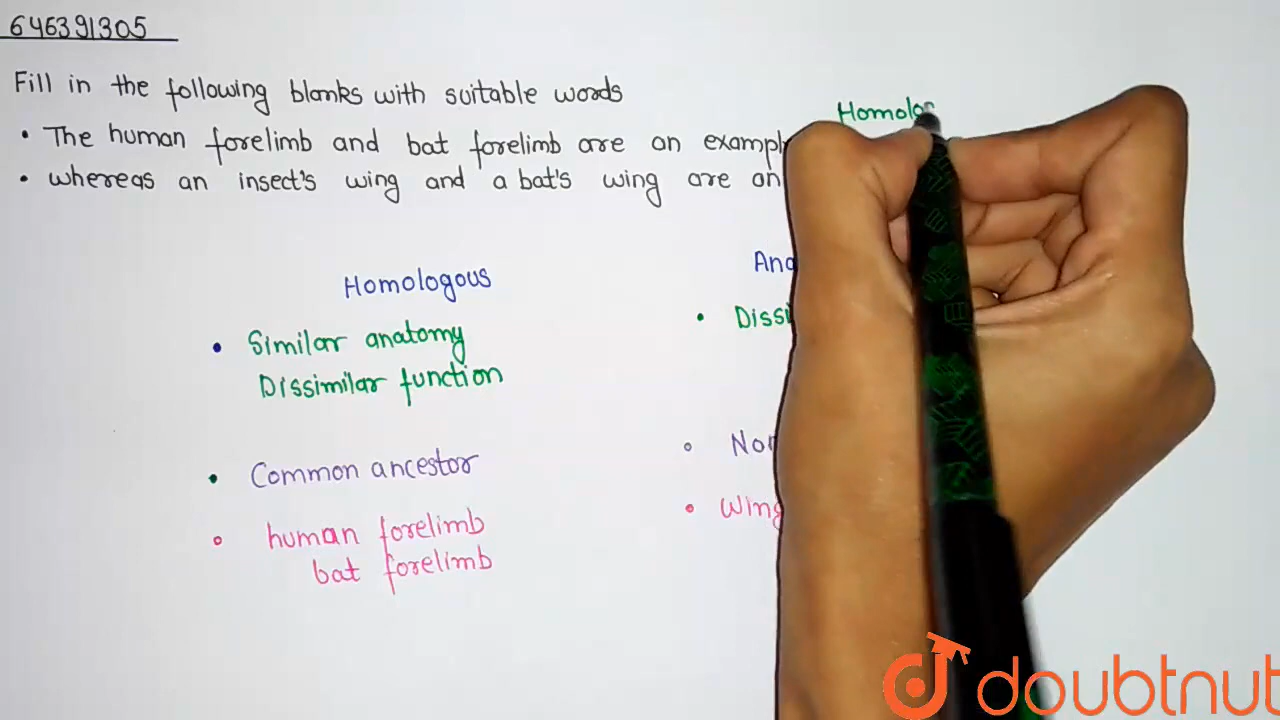 646391305
Fill in the following blanks with suitable words
Homolo
• The human forelimb and bat forelimb are an exampl
• whereas an insect's wing and a bat's wing are an
Homologous
Ana
• Similar anatomy
Dissimilar function
• Dissi
• Common ancestor
• Non
• human forelimb
bat forelimb
• Wing
doubtnut